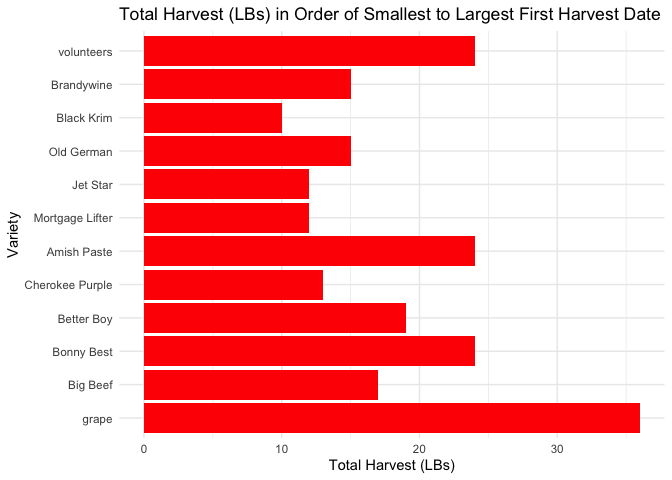 Total Harvest (LBs) in Order of Smallest to Largest First Harvest Date
Variety
volunteers
Brandywine
Black Krim
Old German
Jet Star
Mortgage Lifter
Amish Paste
Cherokee Purple
Better Boy
Bonny Best
Big Beef
grape
0 10 20 30
Total Harvest (LBs)